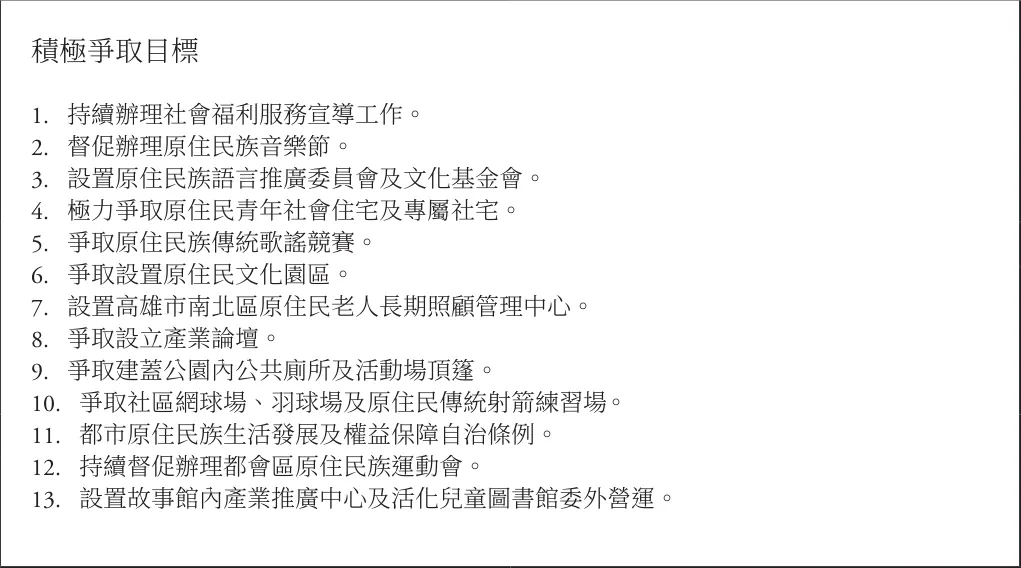 積極爭取目標
1. 持續辦理社會福利服務宣導工作。
2. 督促辦理原住民族音樂節。
3. 設置原住民族語言推廣委員會及文化基金會。
4. 極力爭取原住民青年社會住宅及專屬社宅。
5. 爭取原住民族傳統歌謠競賽。
6. 爭取設置原住民文化園區。
7. 設置高雄市南北區原住民老人長期照顧管理中心。
8. 爭取設立產業論壇。
9. 爭取建蓋公園內公共廁所及活動場頂篷。
10. 爭取社區網球場、羽球場及原住民傳統射箭練習場。
11. 都市原住民族生活發展及權益保障自治條例。
12. 持續督促辦理都會區原住民族運動會。
13. 設置故事館內產業推廣中心及活化兒童圖書館委外營運。